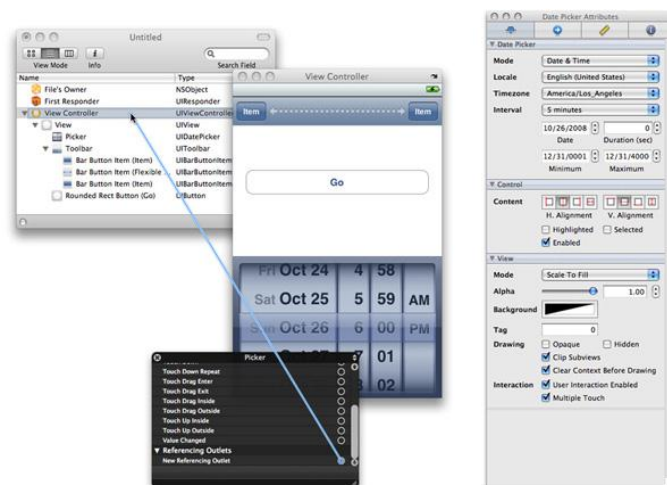 Untitled
View Mode
Info
Search Field
Name Type
File's Owner NSObject
First Responder UIResponder
View Controller UIViewController
View UIView
Picker UIDatePicker
Toolbar UIToolbar
Bar Button Item (Item) UIBarButtonItem
Bar Button Item (Flexible ... UIBarButtonItem
Bar Button Item (Item) UIBarButtonItem
Rounded Rect Button (Go) UIButton
View Controller
Item Item
Go
Fri Oct 24 4 58
Sat Oct 25 5 59 AM
Sun Oct 26 6 00 PM
7 01
02
Picker
Touch Down Repeat
Touch Drag Enter
Touch Drag Exit
Touch Drag Inside
Touch Drag Outside
Touch Up Inside
Touch Up Outside
Value Changed
Referencing Outlets
New Referencing Outlet
Date Picker Attributes
Date Picker
Mode Date & Time
Locale English (United States)
Timezone America/Los_Angeles
Interval 5 minutes
10/26/2008 0
Date Duration (sec)
12/31/0001 12/31/4000
Minimum Maximum
Control
Content
H. Alignment V. Alignment
Highlighted Selected
Enabled
View
Mode Scale To Fill
Alpha 1.00
Background
Tag 0
Drawing Opaque Hidden
Clip Subviews
Clear Context Before Drawing
Interaction User Interaction Enabled
Multiple Touch